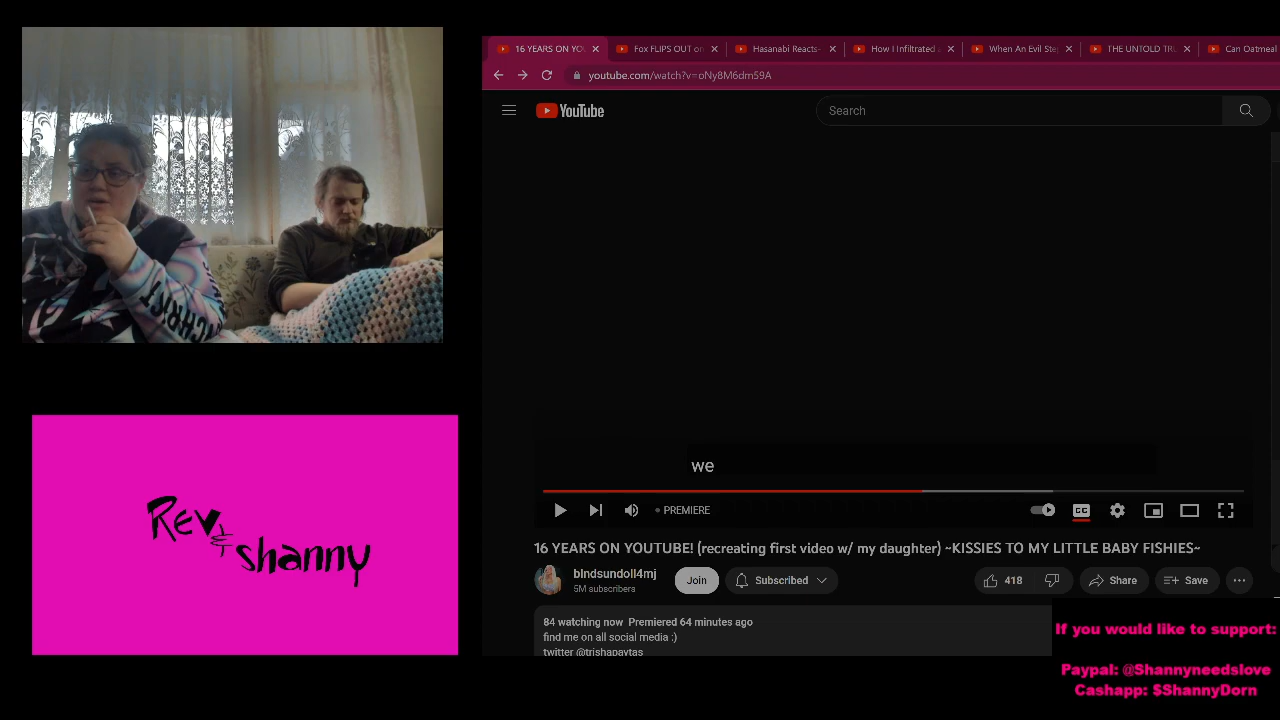 16 YEARS ON YO
Fox FLIPS OUT on
Hasanabi Reacts-
How I Infiltrated
When An Evil Ste
THE UNTOLD TR
Can Oatmeal
youtube.com/watch?v=oNy8M6dm59A
YouTube
Search
we
• PREMIERE
CC
16 YEARS ON YOUTUBE! (recreating first video w/ my daughter) ~KISSIES TO MY LITTLE BABY FISHIES~
blndsundoll4mj
5M subscribers
Join
Subscribed
418
Share
Save
84 watching now Premiered 64 minutes ago
find me on all social media :)
twitter @trishapaytas
Rev
&
shanny
If you would like to support:
Paypal: @Shannyneedslove
Cashapp: $ShannyDorn